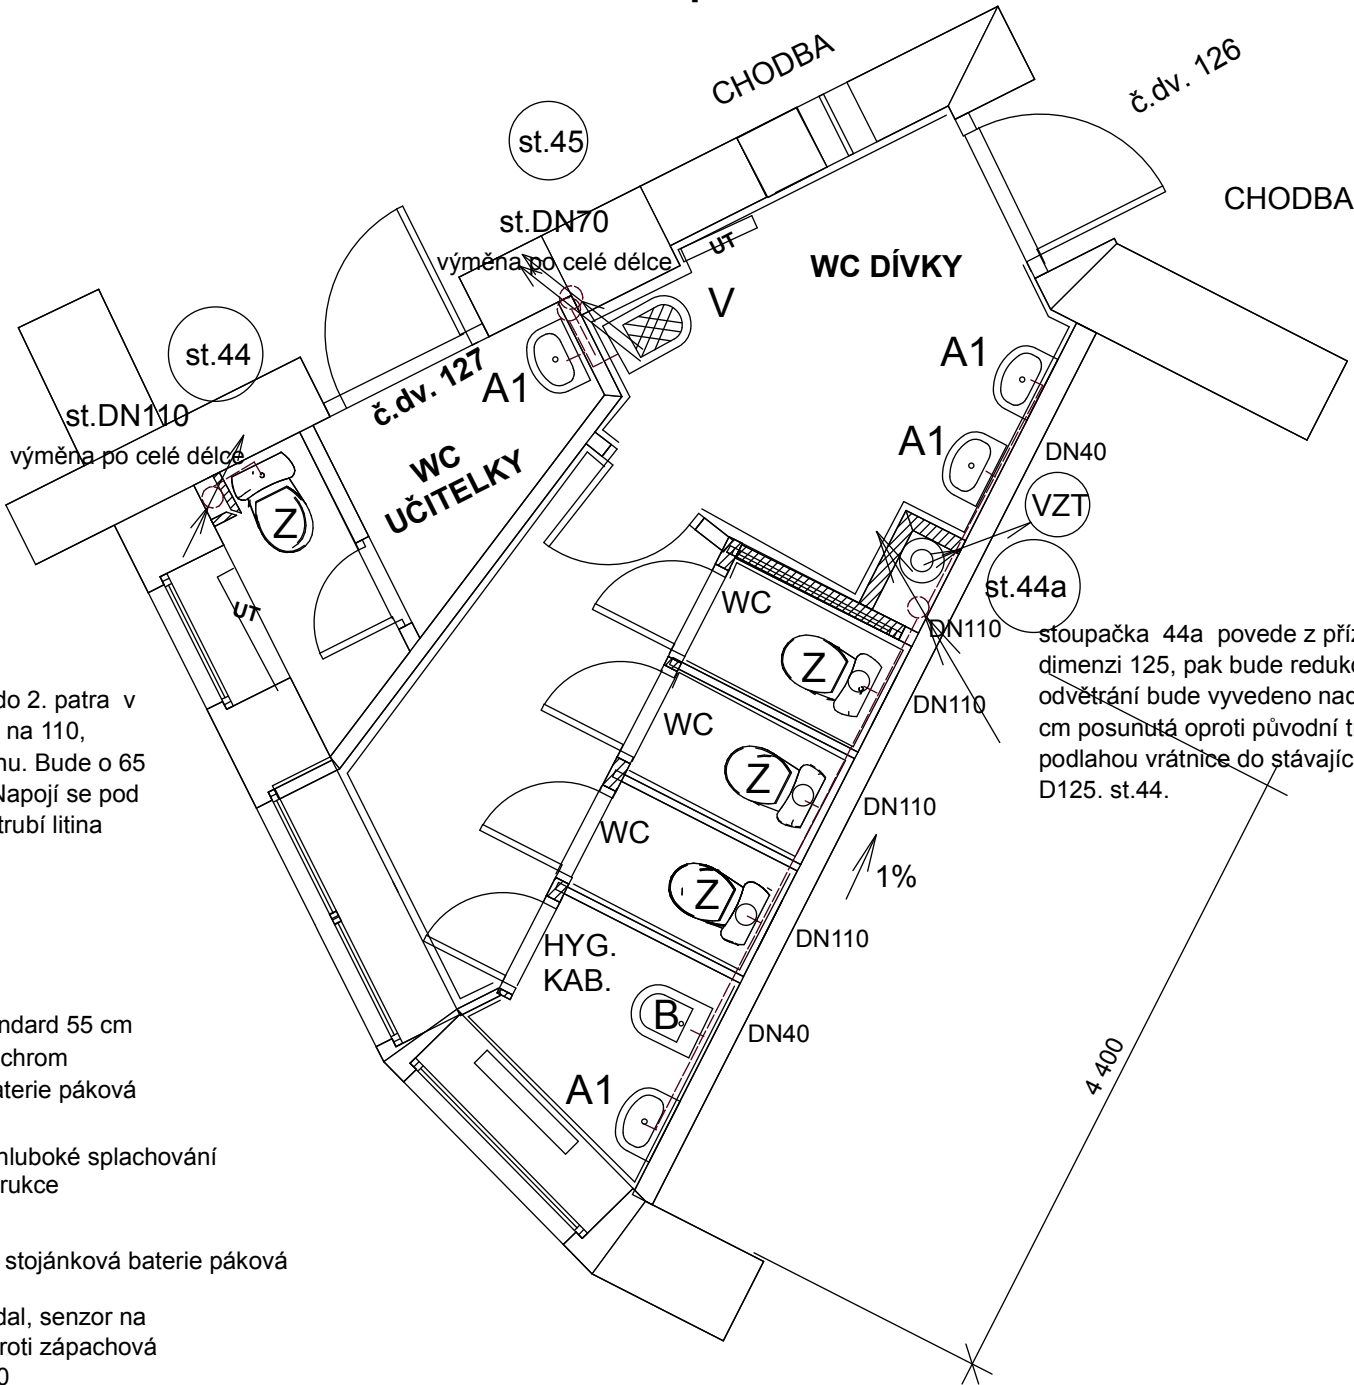 CHODBA
č.dv. 126
st.45
CHODBA
st.DN70
výměna po celé délce
UT
WC DÍVKY
V
st.44
A1
č.dv. 127
A1
st.DN110
výměna po celé délce
A1
WC
UČITELKY
DN40
Z
VZT
st.44a
WC
UT
DN110
stoupačka 44a povede z příz
dimenzi 125, pak bude reduko
odvětrání bude vyvedeno nad
cm posunutá oproti původní t
podlahou vrátnice do stávajíc
D125. st.44.
Z
DN110
do 2. patra v
na 110,
nu. Bude o 65
Napojí se pod
trubí litina
WC
Z
DN110
WC
1%
Z
DN110
HYG.
KAB.
B
DN40
A1
4 400
ndard 55 cm
chrom
aterie páková
hluboké splachování
rukce
stojánková baterie páková
dal, senzor na
roti zápachová
0